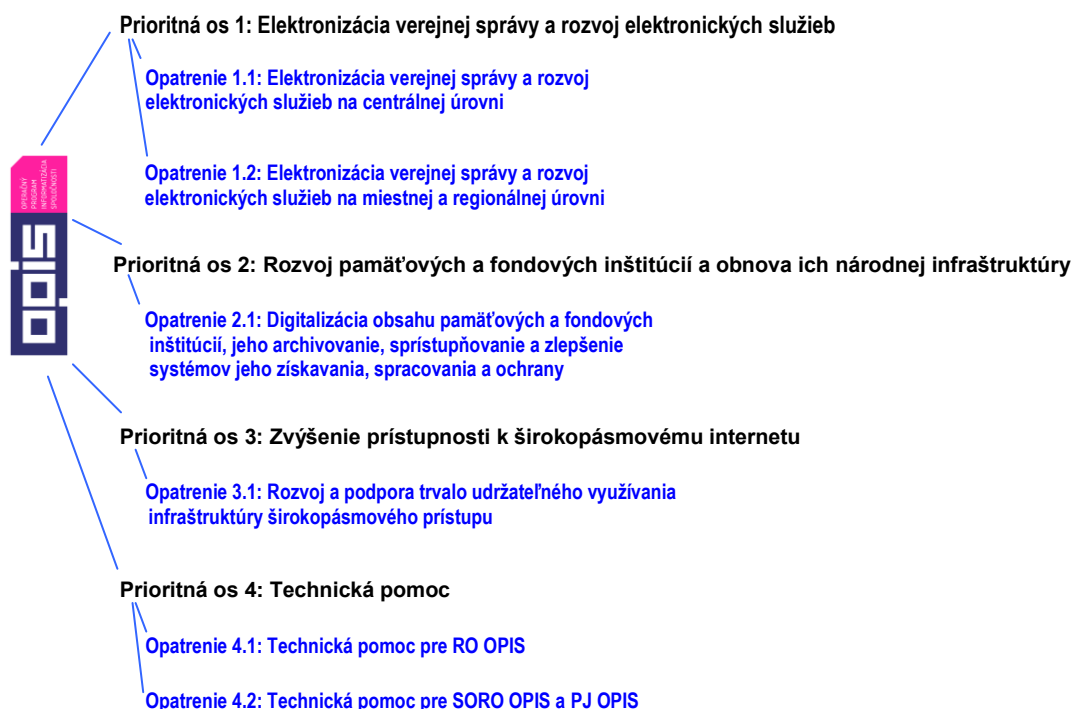 Prioritná os 1: Elektronizácia verejnej správy a rozvoj elektronických služieb
Opatrenie 1.1: Elektronizácia verejnej správy a rozvoj
elektronických služieb na centrálnej úrovni
Opatrenie 1.2: Elektronizácia verejnej správy a rozvoj
elektronických služieb na miestnej a regionálnej úrovni
OPERAČNÝ
PROGRAM
INFORMATIZÁCIA
SPOLOČNOSTI
opis
Prioritná os 2: Rozvoj pamäťových a fondových inštitúcií a obnova ich národnej infraštruktúry
Opatrenie 2.1: Digitalizácia obsahu pamäťových a fondových
inštitúcií, jeho archivovanie, sprístupňovanie a zlepšenie
systémov jeho získavania, spracovania a ochrany
Prioritná os 3: Zvýšenie prístupnosti k širokopásmovému internetu
Opatrenie 3.1: Rozvoj a podpora trvalo udržateľného využívania
infraštruktúry širokopásmového prístupu
Prioritná os 4: Technická pomoc
Opatrenie 4.1: Technická pomoc pre RO OPIS
Opatrenie 4.2: Technická pomoc pre SORO OPIS a PJ OPIS